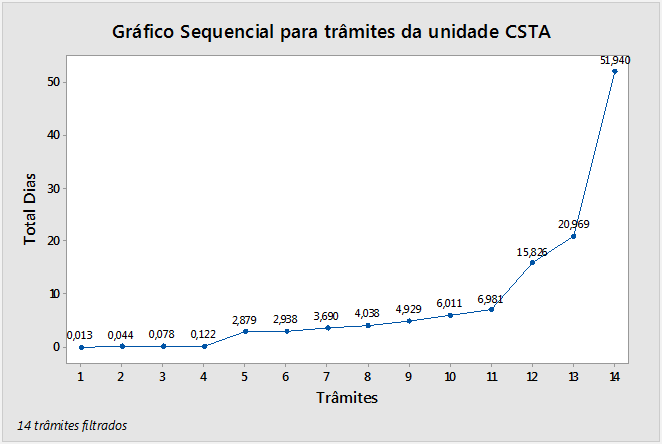 Gráfico Sequencial para trâmites da unidade CSTA
51,940
50
40
30
20,969
20
15,826
10
6,981
6,011
4,929
4,038
3,690
2,938
2,879
0,013 0,044 0,078 0,122
0
Total Dias
1 2 3 4 5 6 7 8 9 10 11 12 13 14
Trâmites
14 trâmites filtrados